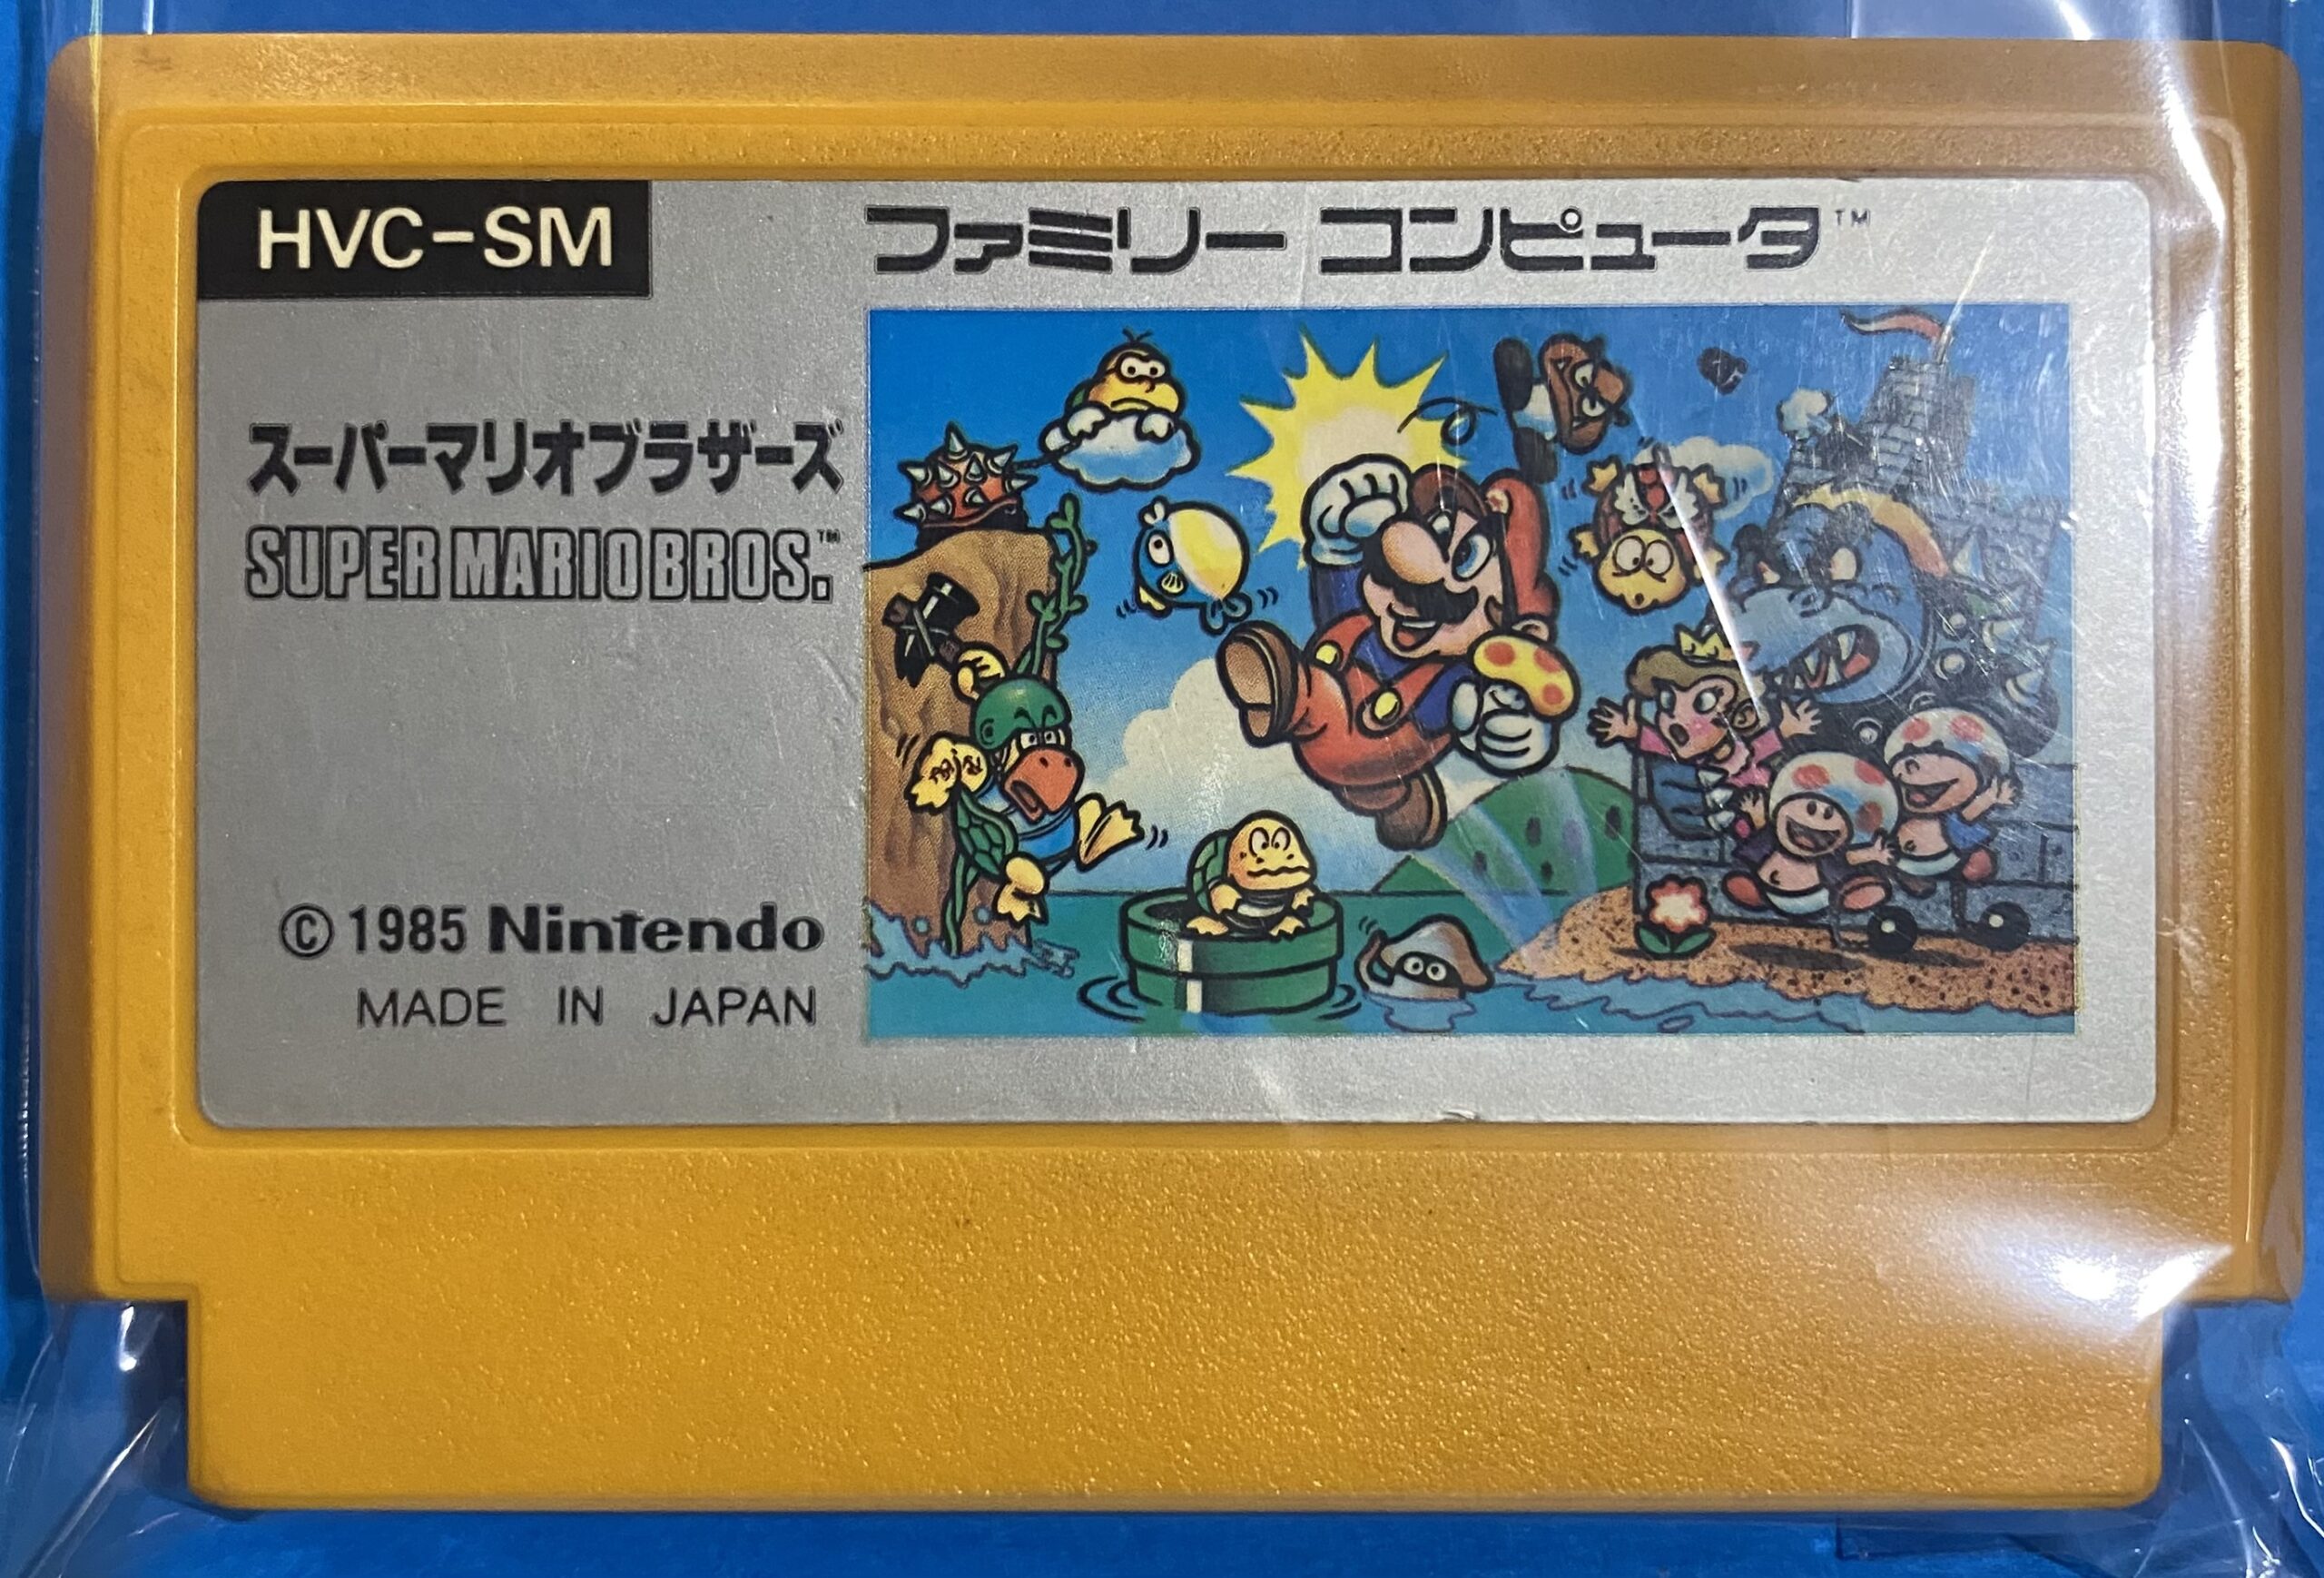 HVC-SM
ファミリー コンピュータ™
スーパーマリオブラザーズ
SUPER MARIO BROS.™
© 1985 Nintendo
MADE IN JAPAN